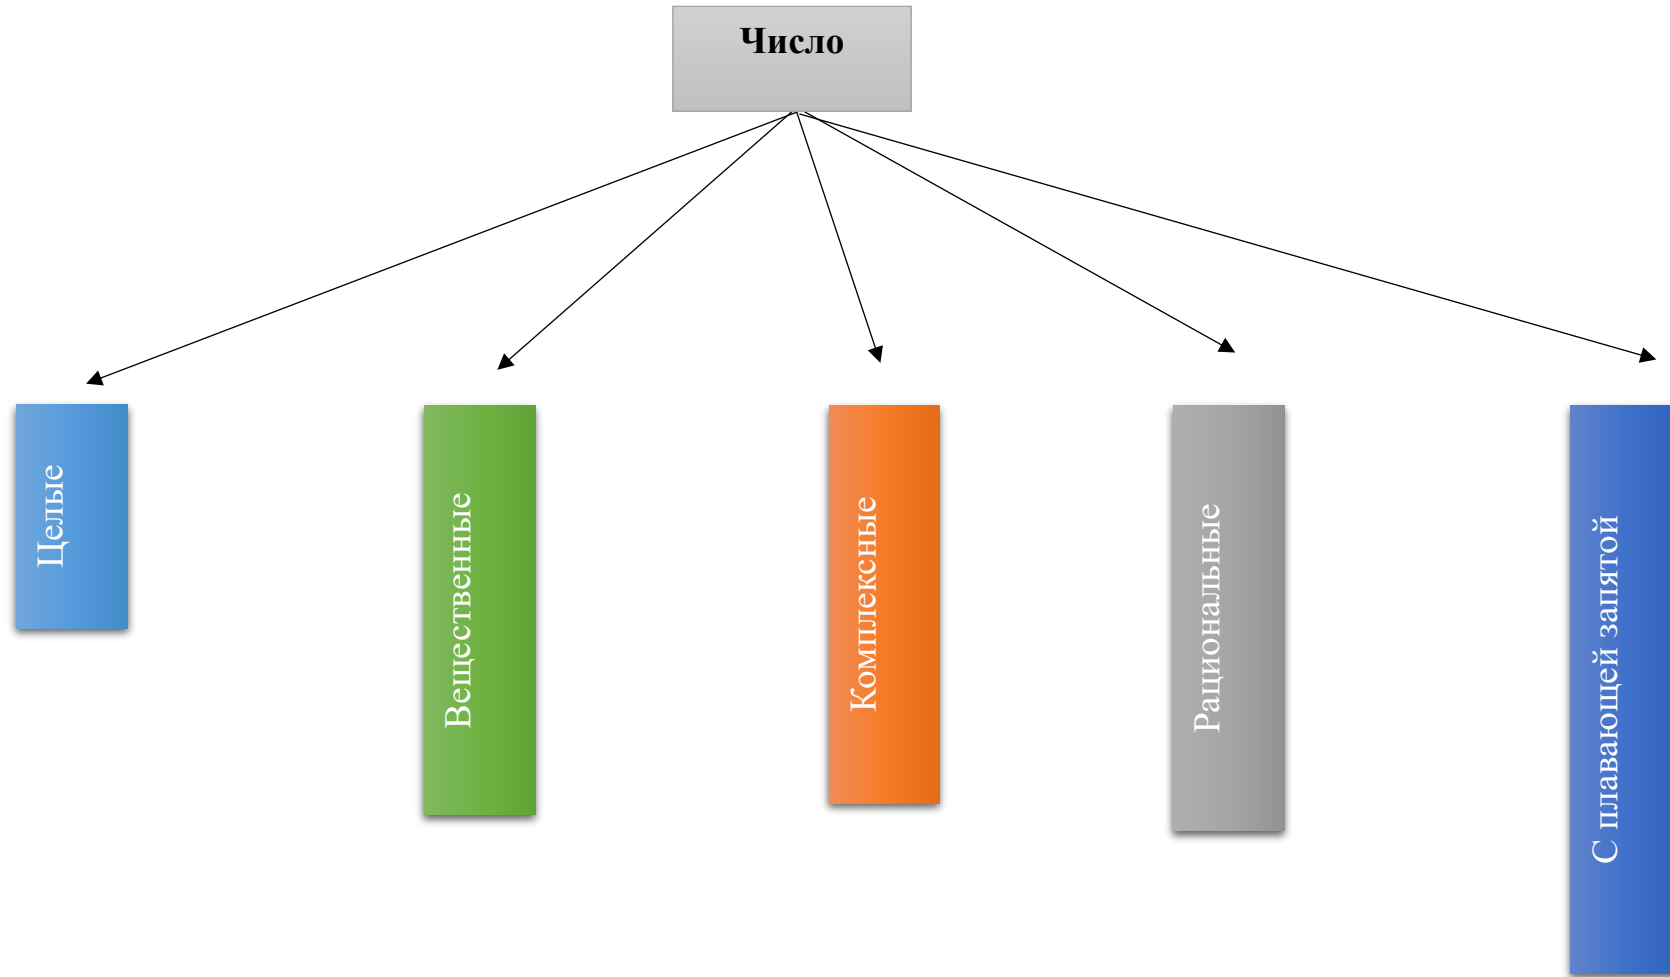 Число
Целые
Вещественные
Комплексные
Рациональные
С плавающей запятой